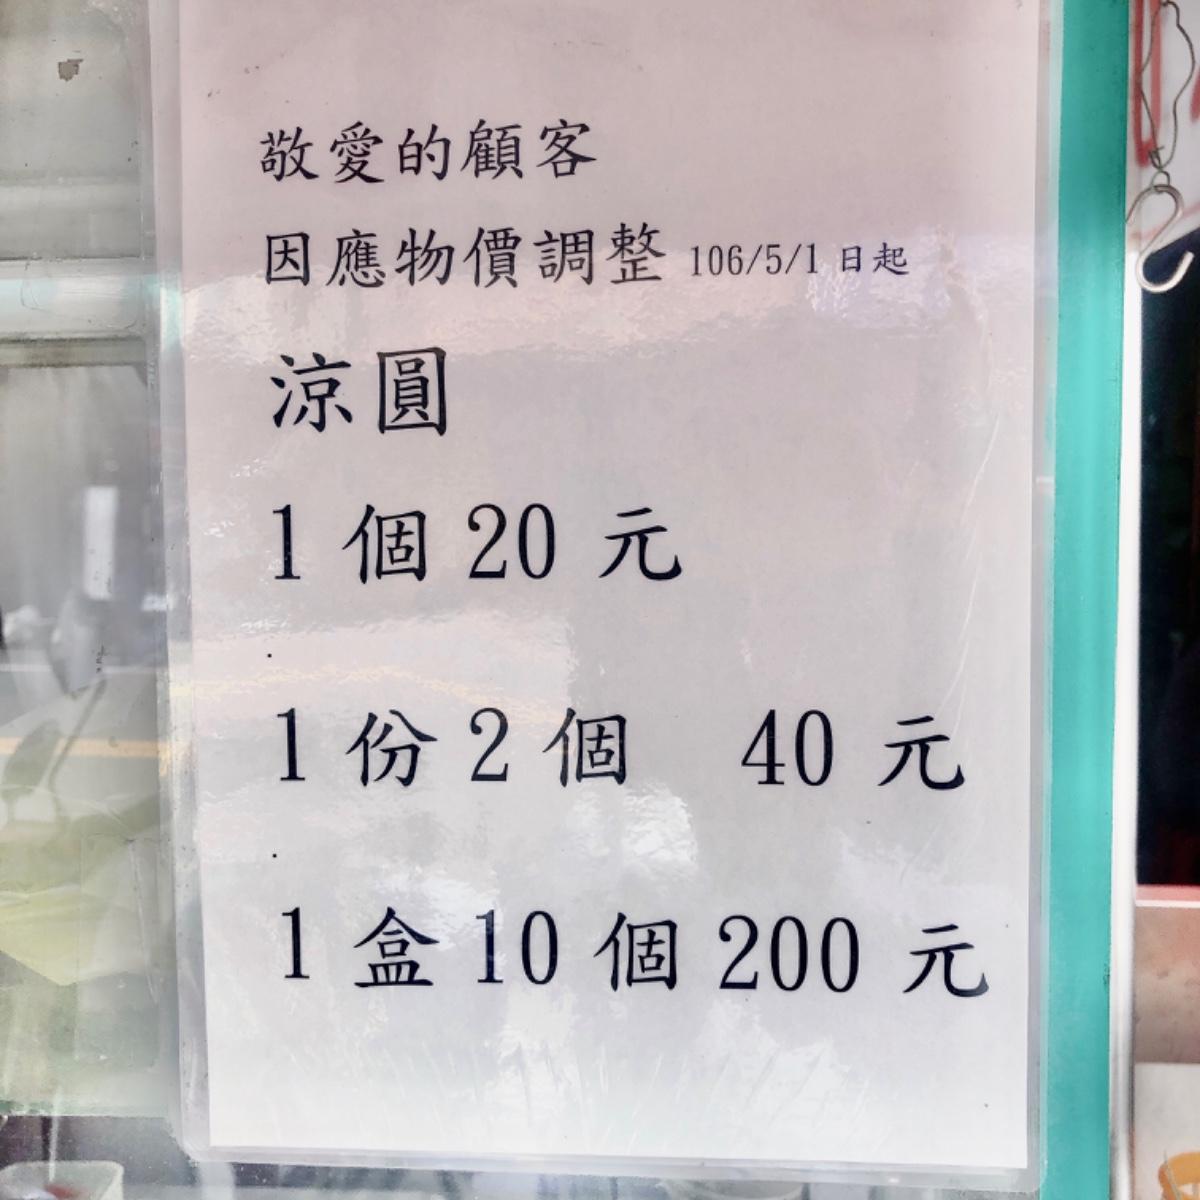 敬愛的顧客
因應物價調整 106/5/1 日起
涼圓
1 個 20 元
1 份 2 個 40 元
1 盒 10 個 200 元